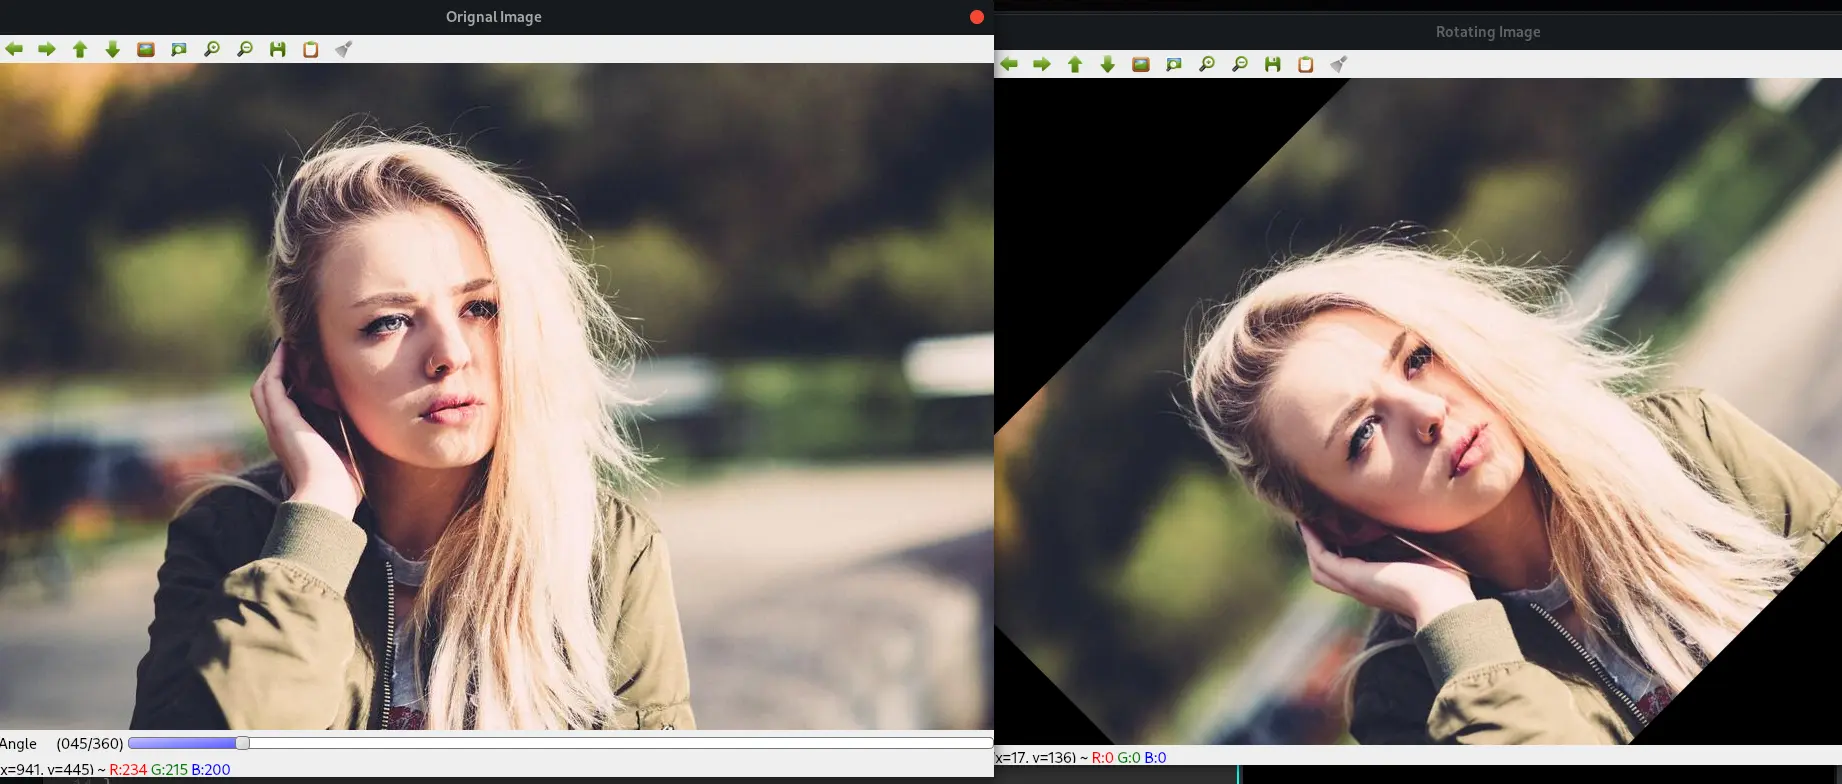 Orignal Image
Rotating Image
Angle (045/360)
(x=941, y=445) ~ R:234 G:215 B:200
(x=17, y=136) ~ R:0 G:0 B:0